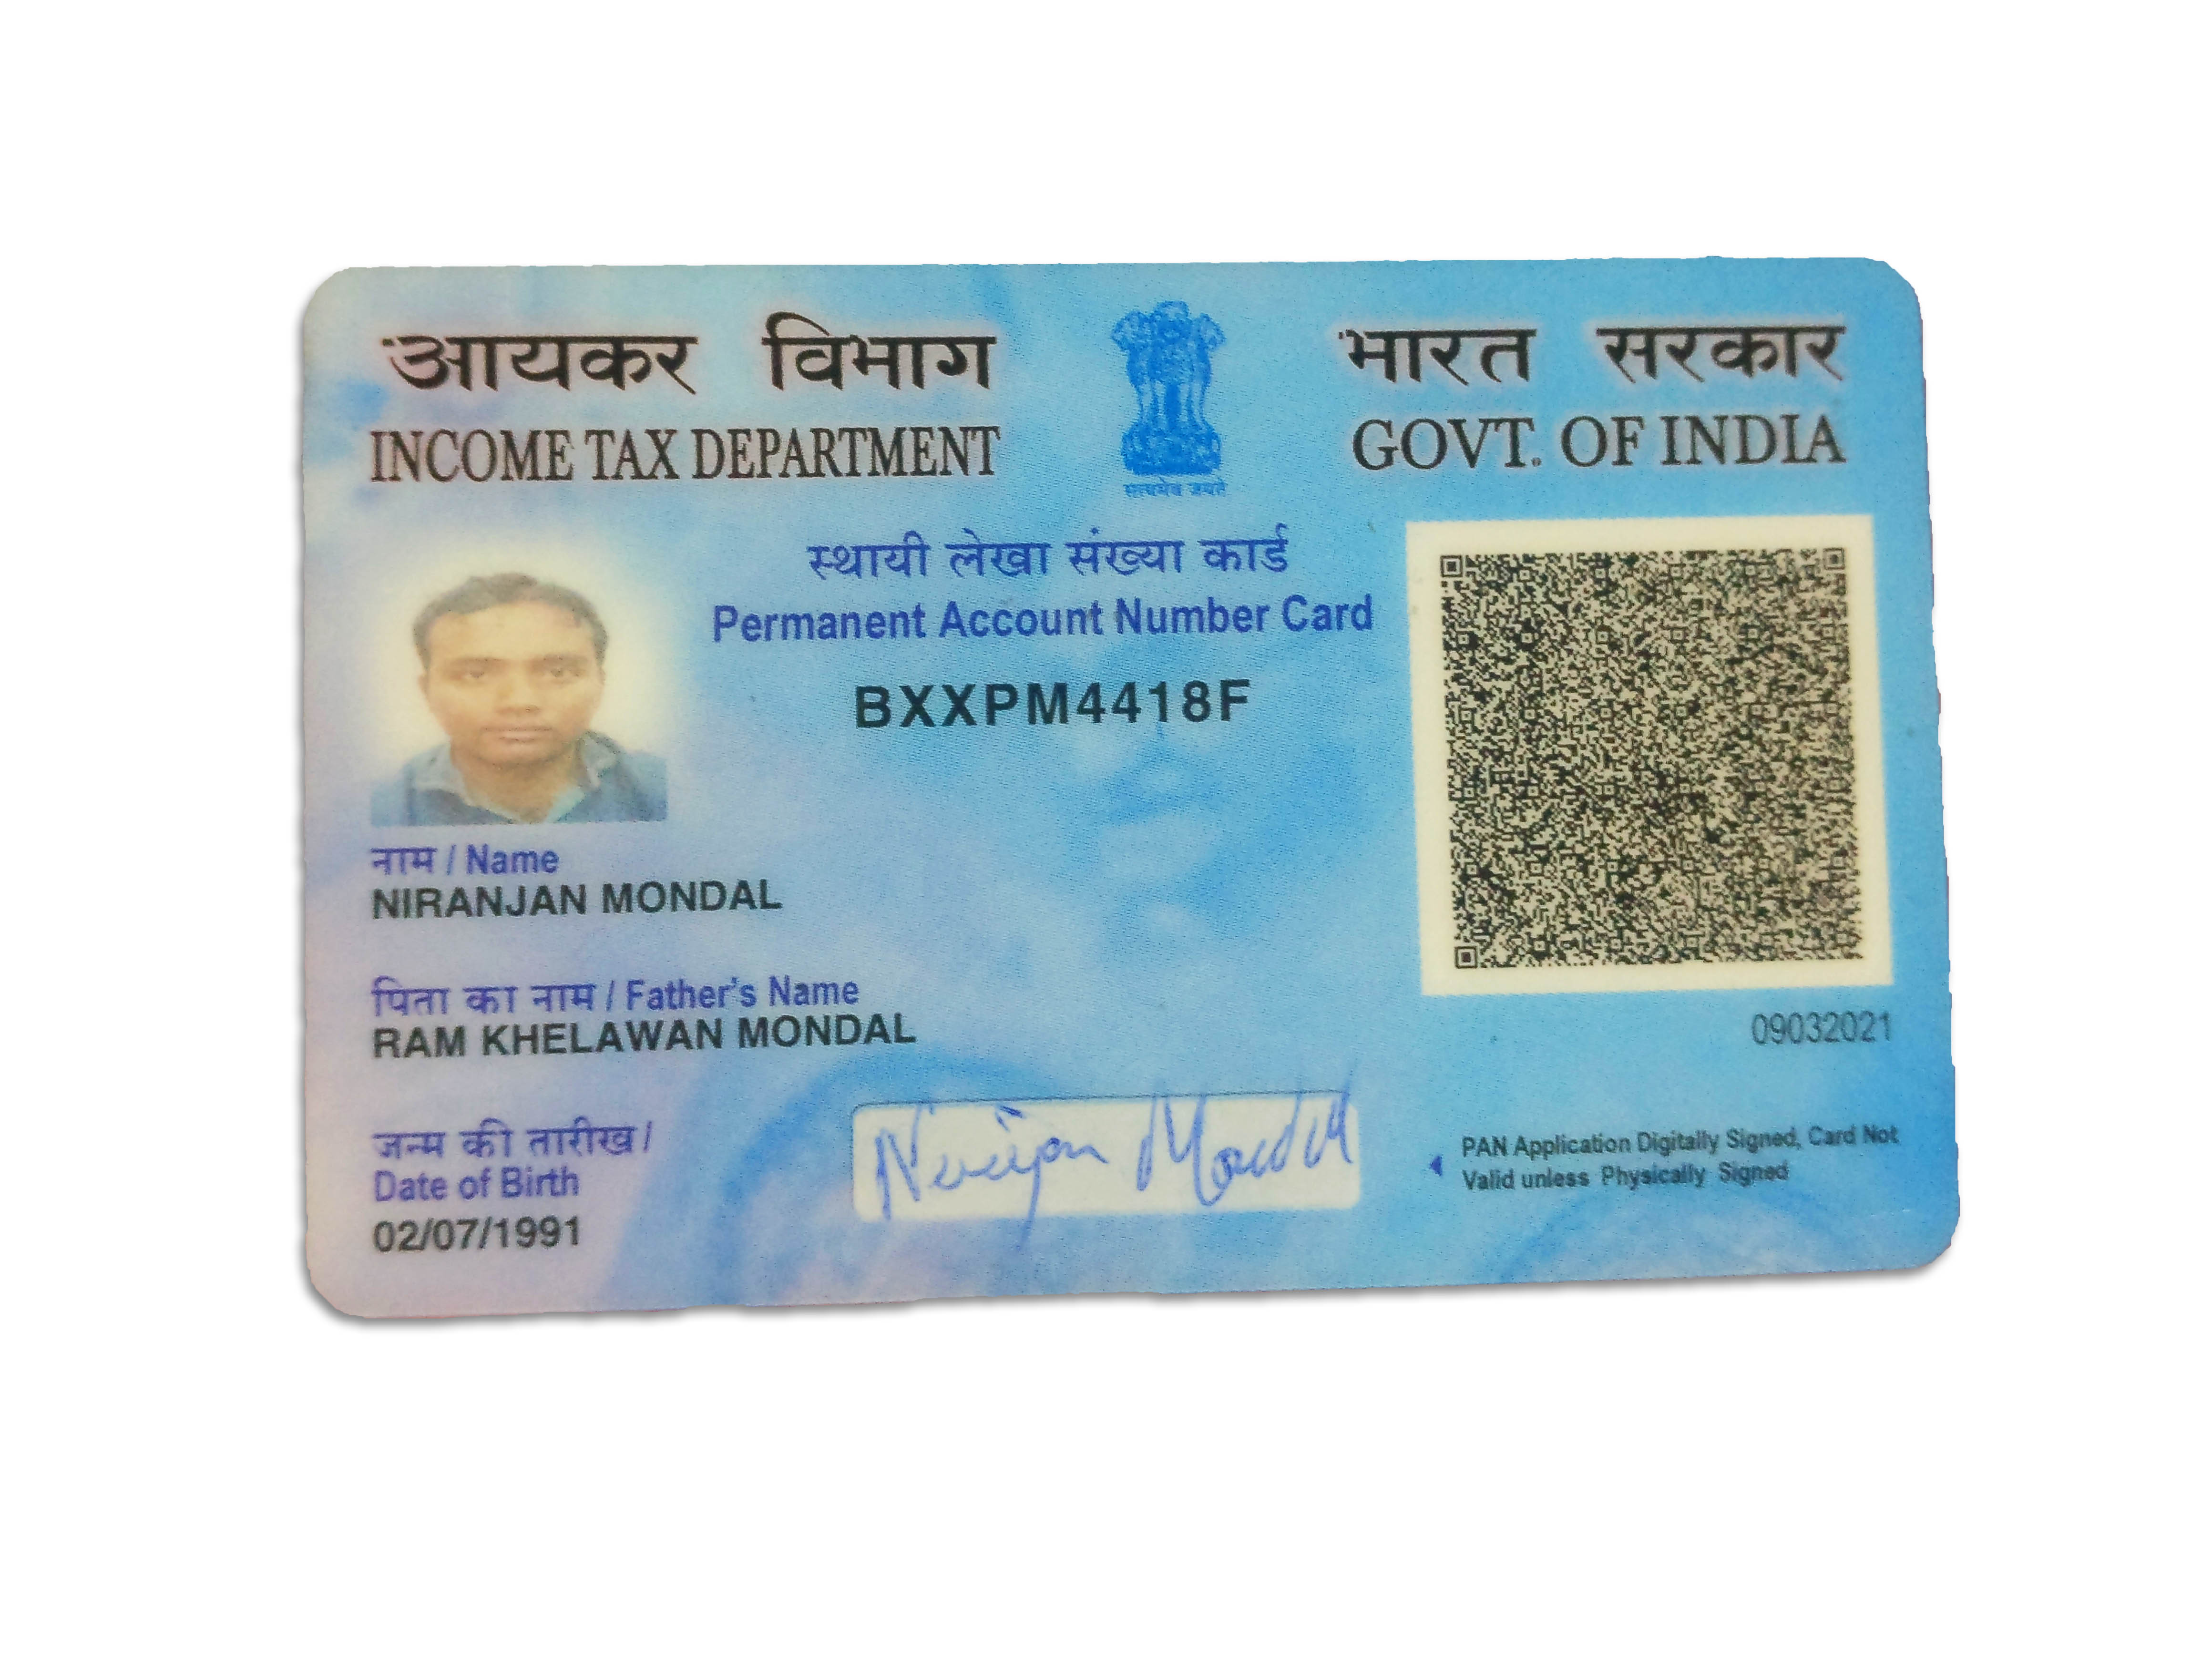 आयकर विभाग
INCOME TAX DEPARTMENT
सत्यमेव जयते
भारत सरकार
GOVT. OF INDIA
स्थायी लेखा संख्या कार्ड
Permanent Account Number Card
BXXPM4418F
नाम / Name
NIRANJAN MONDAL
पिता का नाम / Father's Name
RAM KHELAWAN MONDAL
जन्म की तारीख /
Date of Birth
02/07/1991
Niranjan Mondal
09032021
PAN Application Digitally Signed, Card Not
Valid unless Physically Signed